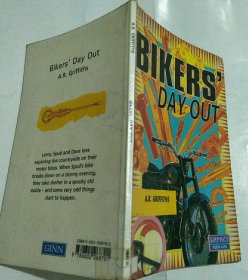 Bikers' Day Out
A.R. Griffiths
Leroy, Spud and Dave love
exploring the countryside on their
motor bikes. When Spud's bike
breaks down on a stormy evening,
they take shelter in a spooky old
stable – and some very odd things
start to happen.
GINN
BIKERS'
DAY OUT
A.R. GRIFFITHS
IMPACT